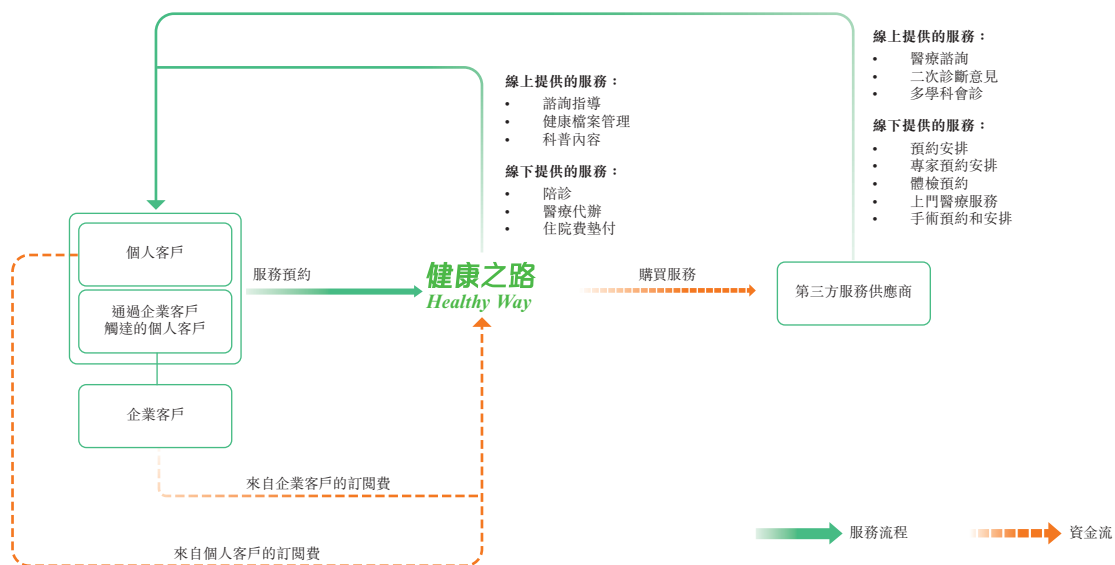 線上提供的服務：
• 醫療諮詢
• 二次診斷意見
• 多學科會診
線下提供的服務：
• 預約安排
• 專家預約安排
• 體檢預約
• 上門醫療服務
• 手術預約和安排
線上提供的服務：
• 諮詢指導
• 健康檔案管理
• 科普內容
線下提供的服務：
• 陪診
• 醫療代辦
• 住院費墊付
個人客戶
通過企業客戶
觸達的個人客戶
企業客戶
服務預約
健康之路
Healthy Way
購買服務
第三方服務供應商
來自企業客戶的訂閱費
來自個人客戶的訂閱費
服務流程
資金流